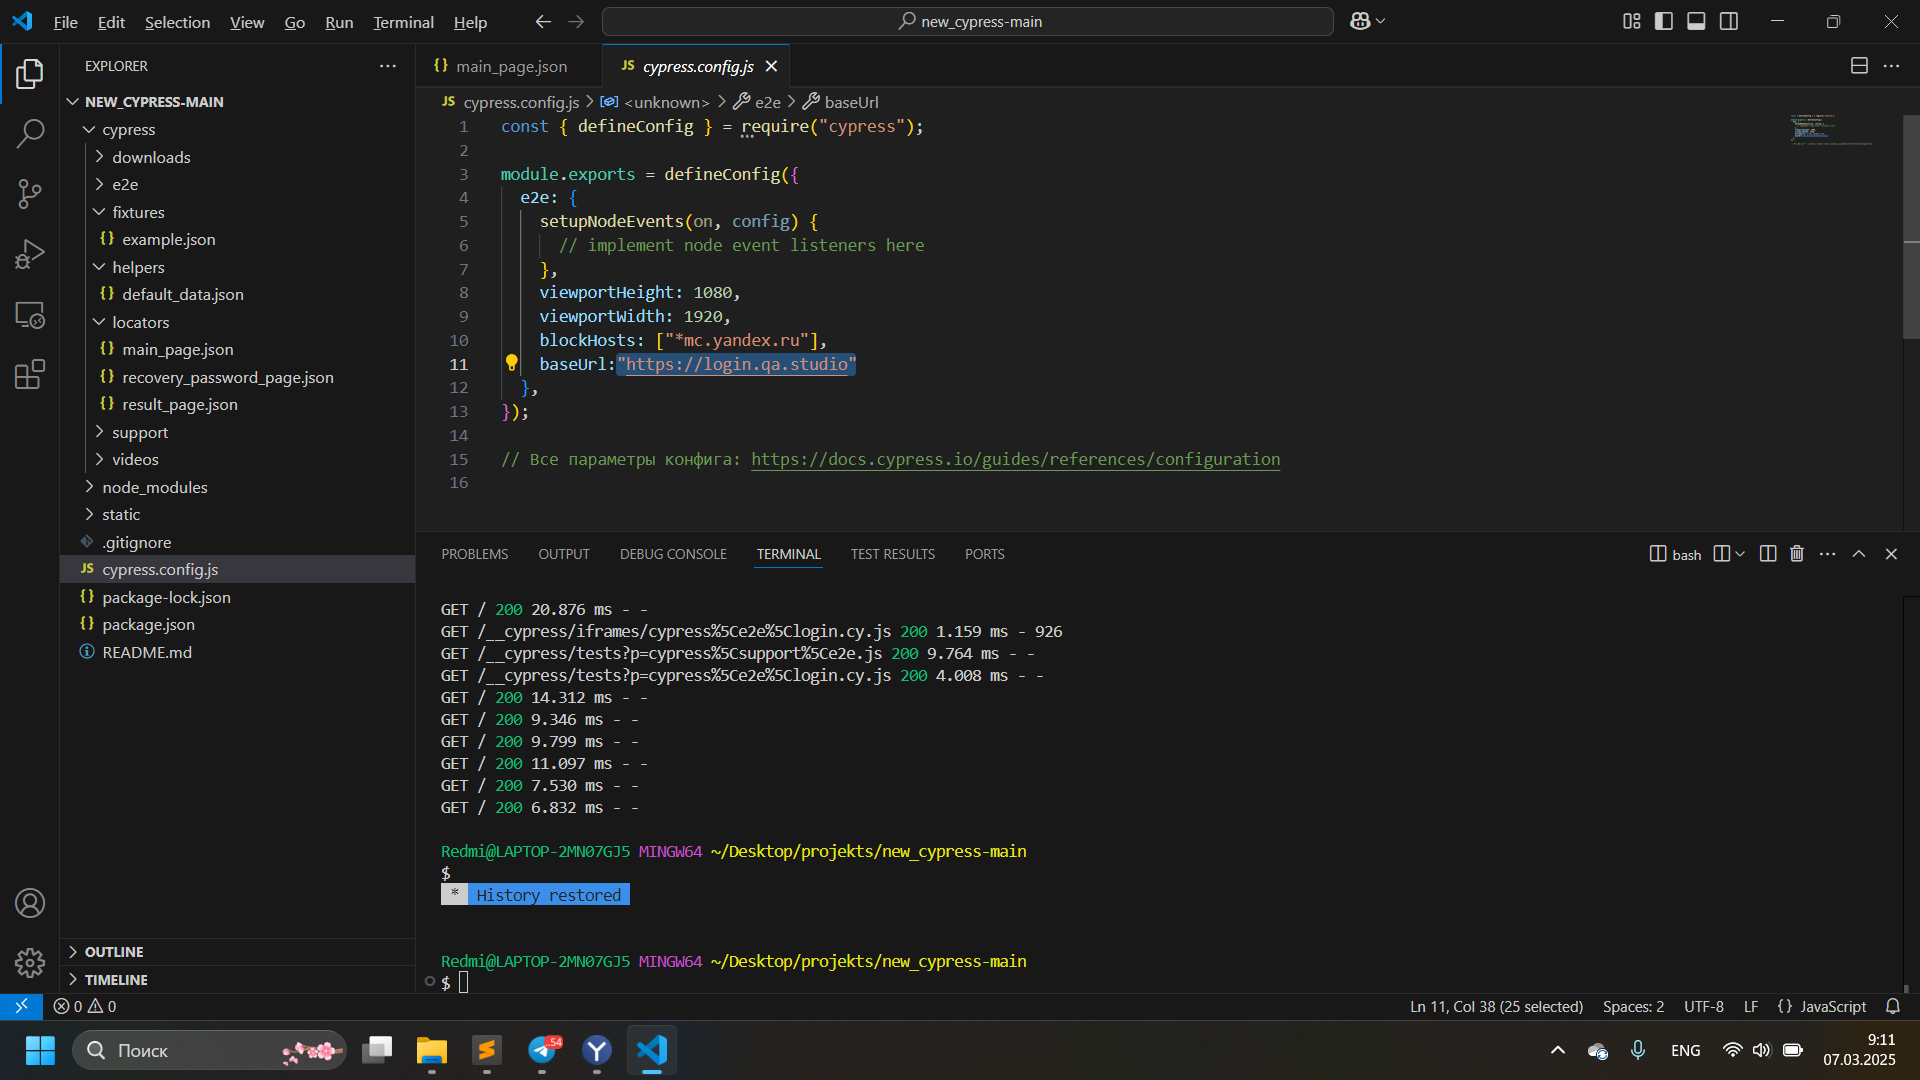 File Edit Selection View Go Run Terminal Help
new_cypress-main
EXPLORER
NEW_CYPRESS-MAIN
cypress
downloads
e2e
fixtures
{} example.json
helpers
{} default_data.json
locators
{} main_page.json
{} recovery_password_page.json
{} result_page.json
support
videos
node_modules
static
.gitignore
JS cypress.config.js
{} package-lock.json
{} package.json
README.md
OUTLINE
TIMELINE
{} main_page.json
JS cypress.config.js
JS cypress.config.js > <unknown> > e2e > baseUrl
1 const { defineConfig } = require("cypress");
2
3 module.exports = defineConfig({
4 e2e: {
5 setupNodeEvents(on, config) {
6 // implement node event listeners here
7 },
8 viewportHeight: 1080,
9 viewportWidth: 1920,
10 blockHosts: ["*mc.yandex.ru"],
11 baseUrl:"https://login.qa.studio"
12 },
13 });
14
15 // Все параметры конфига: https://docs.cypress.io/guides/references/configuration
16
PROBLEMS OUTPUT DEBUG CONSOLE TERMINAL TEST RESULTS PORTS
bash
GET / 200 20.876 ms - -
GET /__cypress/iframes/cypress%5Ce2e%5Clogin.cy.js 200 1.159 ms - 926
GET /__cypress/tests?p=cypress%5Csupport%5Ce2e.js 200 9.764 ms - -
GET /__cypress/tests?p=cypress%5Ce2e%5Clogin.cy.js 200 4.008 ms - -
GET / 200 14.312 ms - -
GET / 200 9.346 ms - -
GET / 200 9.799 ms - -
GET / 200 11.097 ms - -
GET / 200 7.530 ms - -
GET / 200 6.832 ms - -
Redmi@LAPTOP-2MN07GJ5 MINGW64 ~/Desktop/projekts/new_cypress-main
$
* History restored
Redmi@LAPTOP-2MN07GJ5 MINGW64 ~/Desktop/projekts/new_cypress-main
$
0 0
Ln 11, Col 38 (25 selected) Spaces: 2 UTF-8 LF {} JavaScript
Поиск
..54
ENG
9:11
07.03.2025